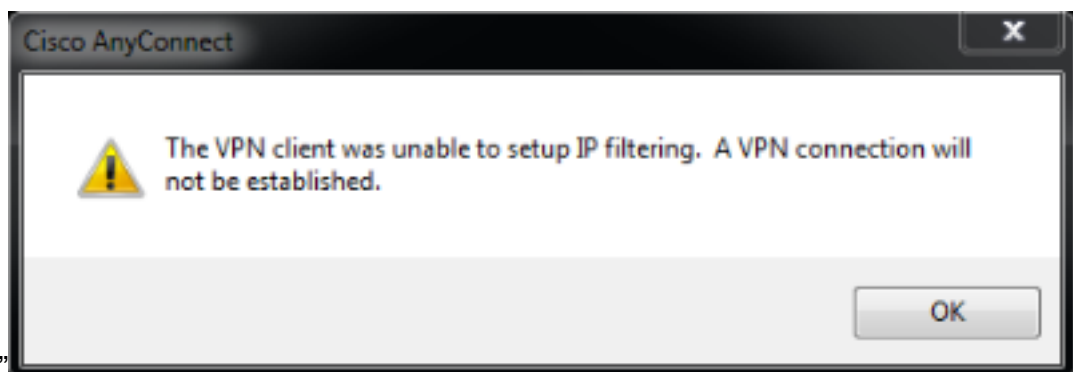 Cisco AnyConnect
The VPN client was unable to setup IP filtering.  A VPN connection will
not be established.
OK
”